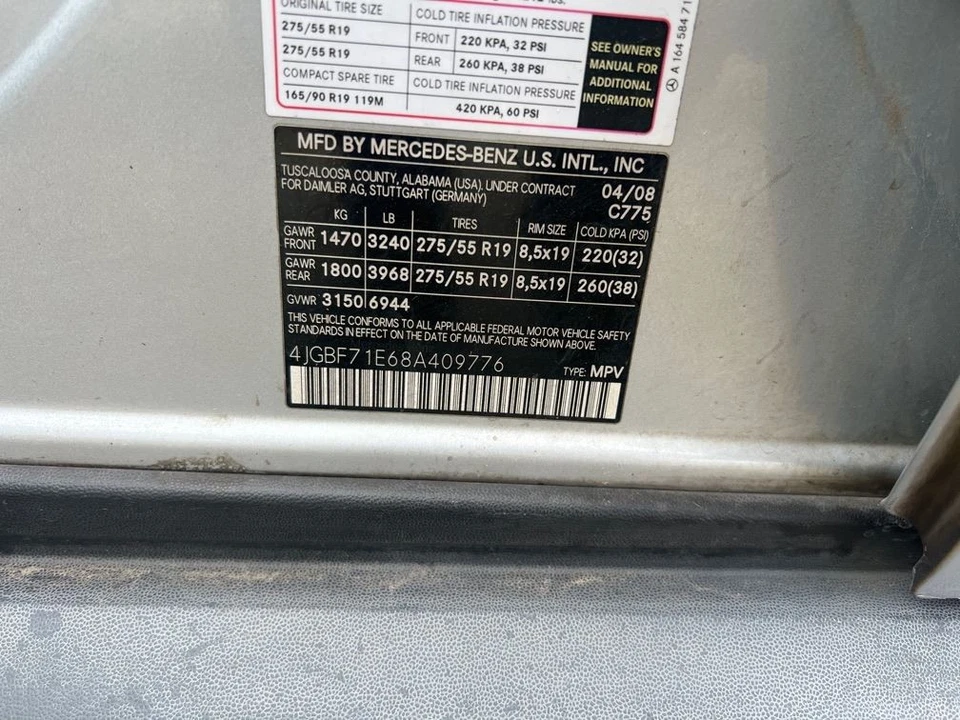 ORIGINAL TIRE SIZE COLD TIRE INFLATION PRESSURE
275/55 R19 FRONT 220 KPA, 32 PSI
275/55 R19 REAR 260 KPA, 38 PSI
COMPACT SPARE TIRE COLD TIRE INFLATION PRESSURE
165/90 R19 119M 420 KPA, 60 PSI
SEE OWNER'S
MANUAL FOR
ADDITIONAL
INFORMATION
A 164 584 71
MFD BY MERCEDES-BENZ U.S. INTL., INC
TUSCALOOSA COUNTY, ALABAMA (USA), UNDER CONTRACT 04/08
FOR DAIMLER AG, STUTTGART (GERMANY) C775
KG LB TIRES RIM SIZE COLD KPA (PSI)
GAWR FRONT 1470 3240 275/55 R19 8,5x19 220(32)
GAWR REAR 1800 3968 275/55 R19 8,5x19 260(38)
GVWR 3150 6944
THIS VEHICLE CONFORMS TO ALL APPLICABLE FEDERAL MOTOR VEHICLE SAFETY
STANDARDS IN EFFECT ON THE DATE OF MANUFACTURE SHOWN ABOVE.
4JGBF71E68A409776 TYPE: MPV